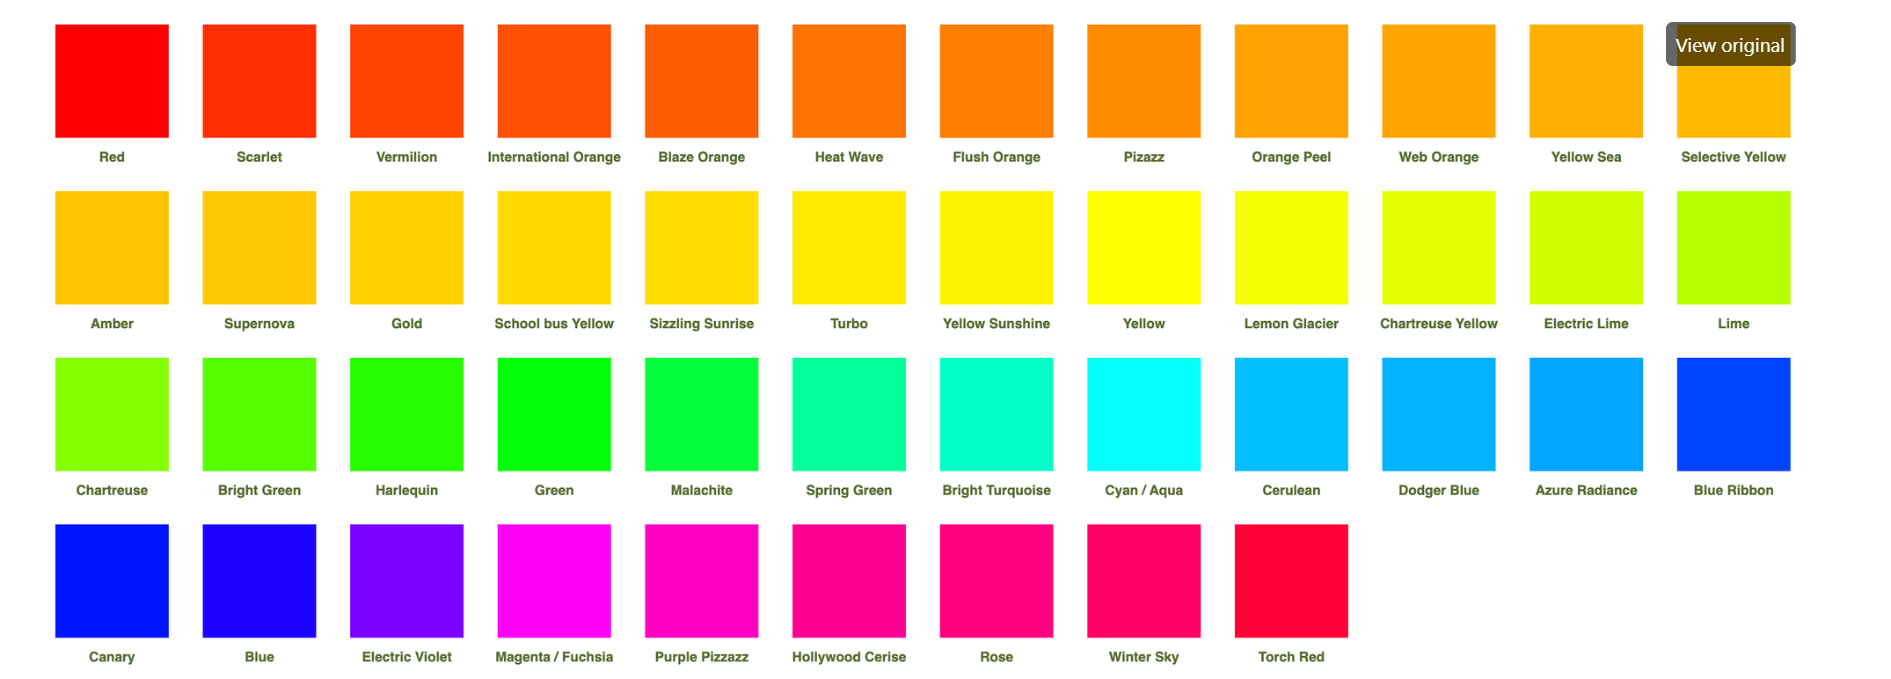 View original
Red Scarlet Vermilion International Orange Blaze Orange Heat Wave Flush Orange Pizazz Orange Peel Web Orange Yellow Sea Selective Yellow
Amber Supernova Gold School bus Yellow Sizzling Sunrise Turbo Yellow Sunshine Yellow Lemon Glacier Chartreuse Yellow Electric Lime Lime
Chartreuse Bright Green Harlequin Green Malachite Spring Green Bright Turquoise Cyan / Aqua Cerulean Dodger Blue Azure Radiance Blue Ribbon
Canary Blue Electric Violet Magenta / Fuchsia Purple Pizzazz Hollywood Cerise Rose Winter Sky Torch Red